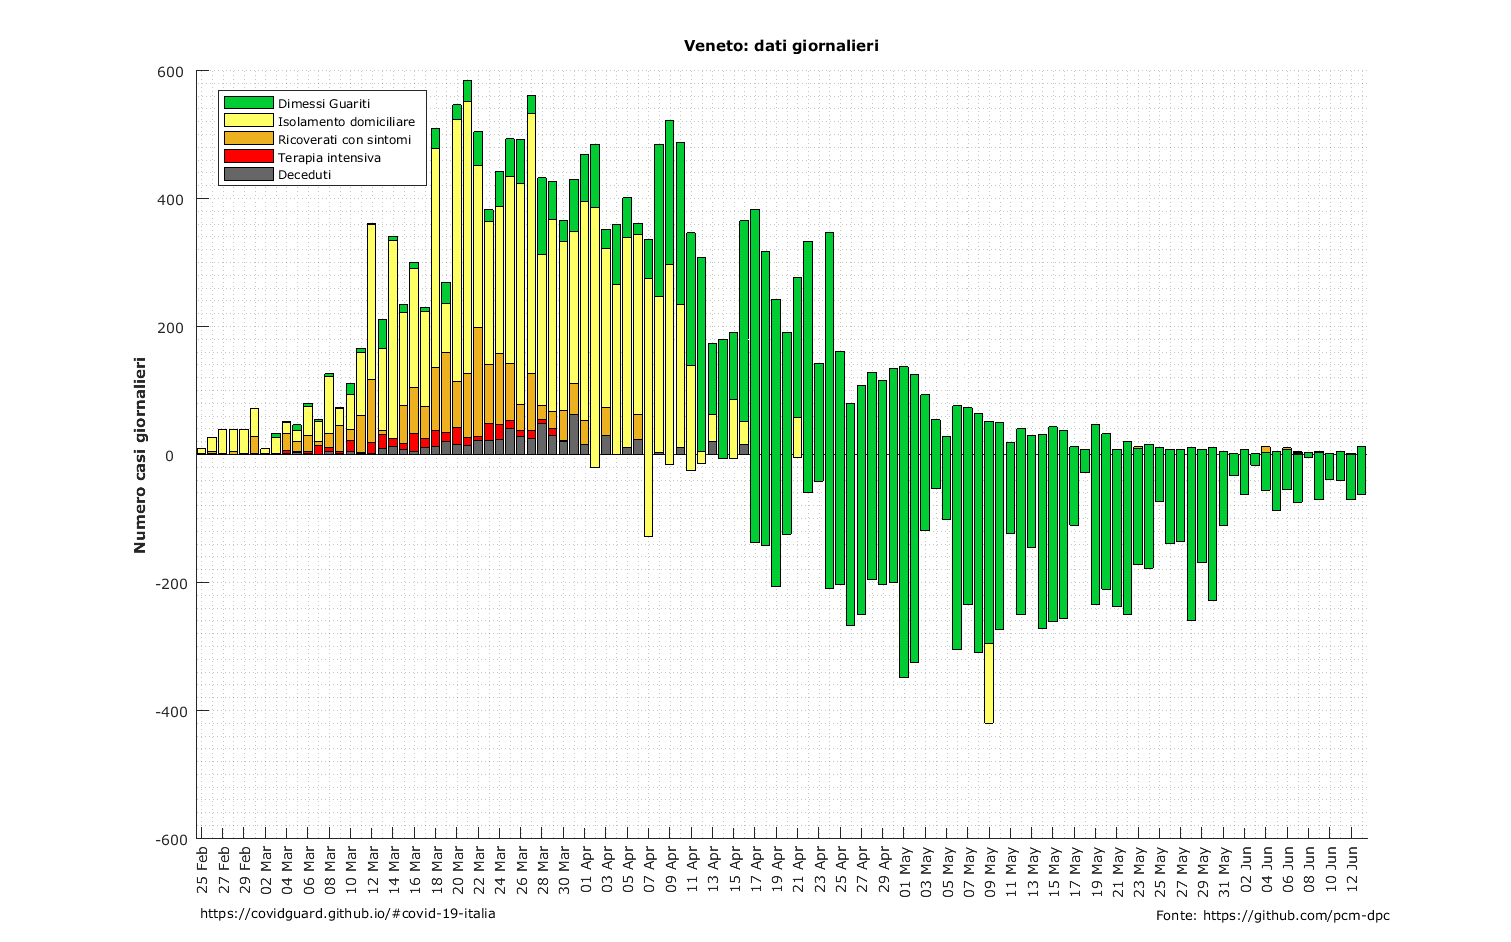 Veneto: dati giornalieri
Numero casi giornalieri
600
400
200
0
-200
-400
-600
Dimessi Guariti
Isolamento domiciliare
Ricoverati con sintomi
Terapia intensiva
Deceduti
25 Feb
27 Feb
29 Feb
02 Mar
04 Mar
06 Mar
08 Mar
10 Mar
12 Mar
14 Mar
16 Mar
18 Mar
20 Mar
22 Mar
24 Mar
26 Mar
28 Mar
30 Mar
01 Apr
03 Apr
05 Apr
07 Apr
09 Apr
11 Apr
13 Apr
15 Apr
17 Apr
19 Apr
21 Apr
23 Apr
25 Apr
27 Apr
29 Apr
01 May
03 May
05 May
07 May
09 May
11 May
13 May
15 May
17 May
19 May
21 May
23 May
25 May
27 May
29 May
31 May
02 Jun
04 Jun
06 Jun
08 Jun
10 Jun
12 Jun
https://covidguard.github.io/#covid-19-italia
Fonte: https://github.com/pcm-dpc